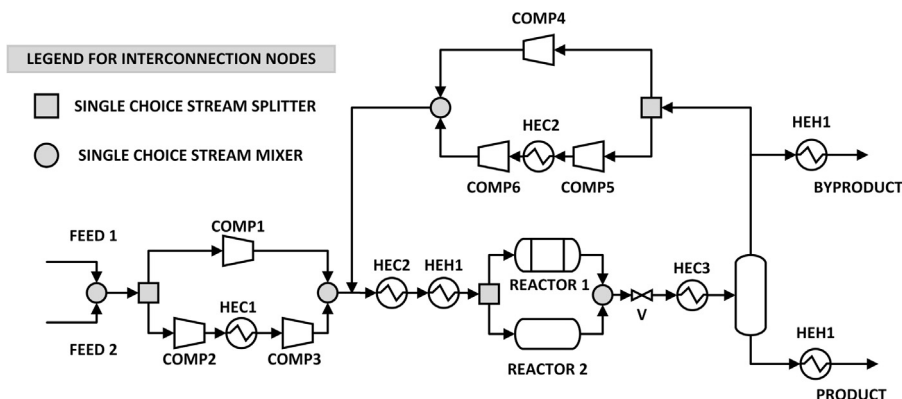 COMP4
LEGEND FOR INTERCONNECTION NODES
SINGLE CHOICE STREAM SPLITTER
SINGLE CHOICE STREAM MIXER
HEC2
HEH1
COMP6
COMP5
BYPRODUCT
FEED 1
COMP1
HEC2
HEH1
REACTOR 1
HEC3
HEC1
V
FEED 2
COMP2
COMP3
REACTOR 2
HEH1
PRODUCT